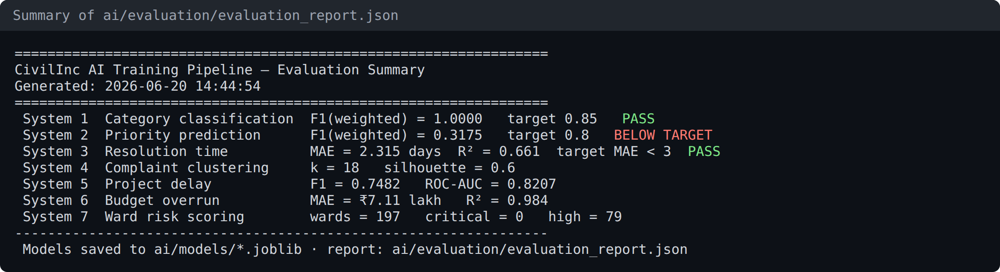 Summary of ai/evaluation/evaluation_report.json
=================================================================
CivilInc AI Training Pipeline — Evaluation Summary
Generated: 2026-06-20 14:44:54
=================================================================
 System 1  Category classification  F1(weighted) = 1.0000   target 0.85   PASS
 System 2  Priority prediction      F1(weighted) = 0.3175   target 0.8   BELOW TARGET
 System 3  Resolution time          MAE = 2.315 days  R² = 0.661  target MAE < 3  PASS
 System 4  Complaint clustering     k = 18   silhouette = 0.6
 System 5  Project delay            F1 = 0.7482   ROC-AUC = 0.8207
 System 6  Budget overrun           MAE = ₹7.11 lakh   R² = 0.984
 System 7  Ward risk scoring        wards = 197   critical = 0   high = 79
-----------------------------------------------------------------
 Models saved to ai/models/*.joblib · report: ai/evaluation/evaluation_report.json